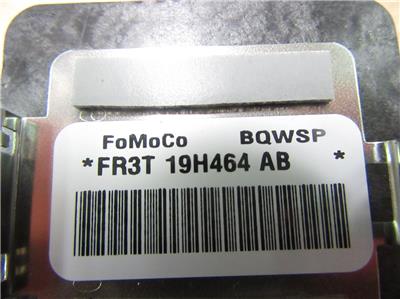 FoMoCo BQWSP
*FR3T 19H464 AB *